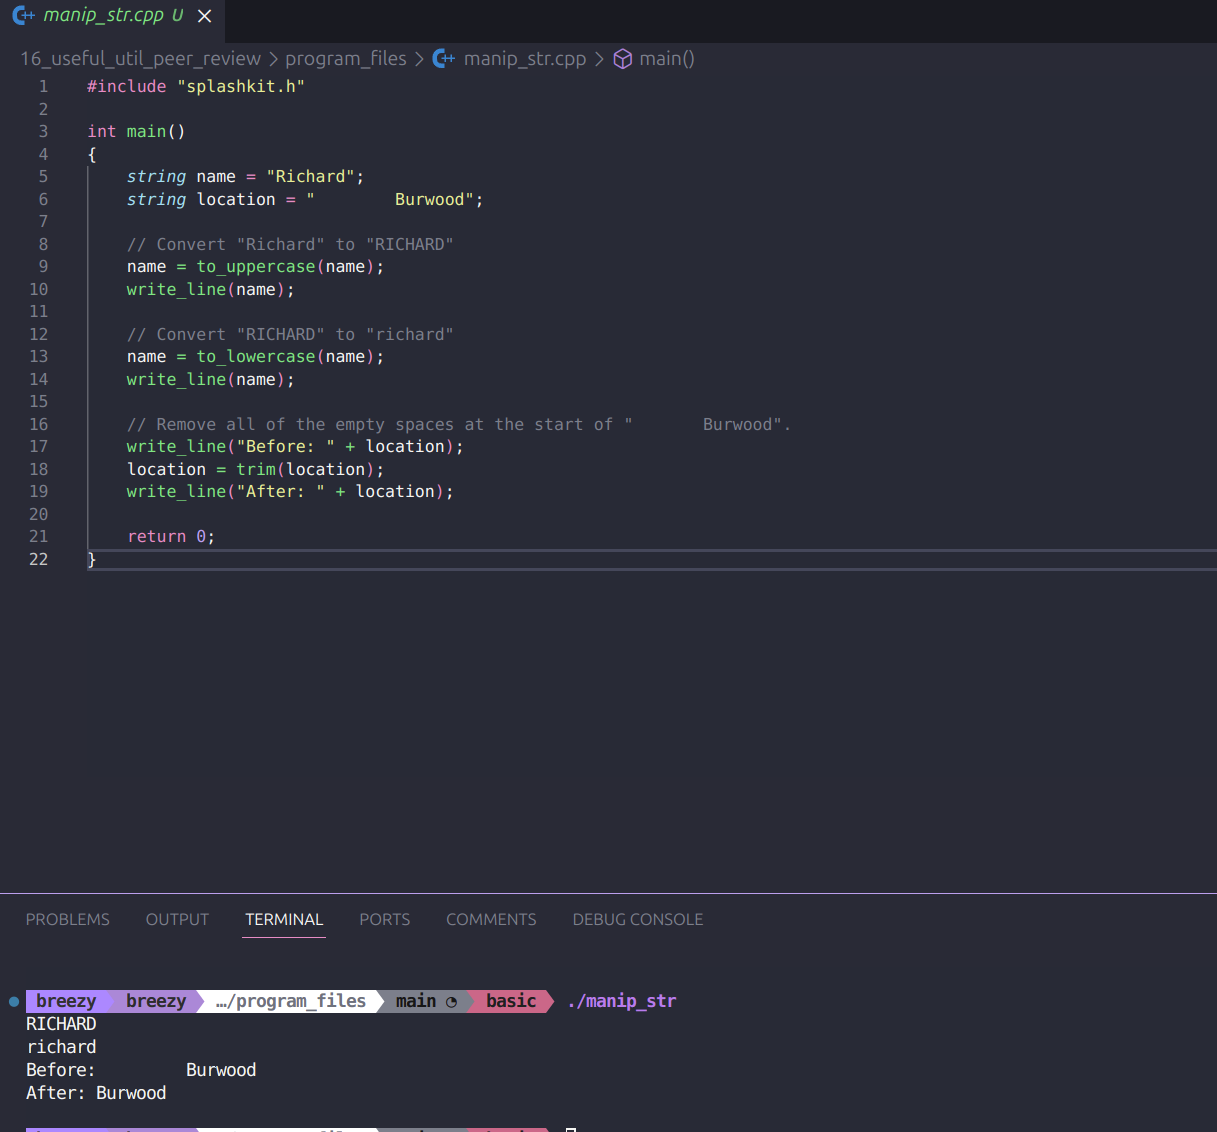 manip_str.cpp U
16_useful_util_peer_review > program_files > manip_str.cpp > main()
1 #include "splashkit.h"
2
3 int main()
4 {
5     string name = "Richard";
6     string location = "        Burwood";
7
8     // Convert "Richard" to "RICHARD"
9     name = to_uppercase(name);
10     write_line(name);
11
12     // Convert "RICHARD" to "richard"
13     name = to_lowercase(name);
14     write_line(name);
15
16     // Remove all of the empty spaces at the start of "       Burwood".
17     write_line("Before: " + location);
18     location = trim(location);
19     write_line("After: " + location);
20
21     return 0;
22 }
PROBLEMS OUTPUT TERMINAL PORTS COMMENTS DEBUG CONSOLE
breezy breezy …/program_files main basic ./manip_str
RICHARD
richard
Before:         Burwood
After: Burwood